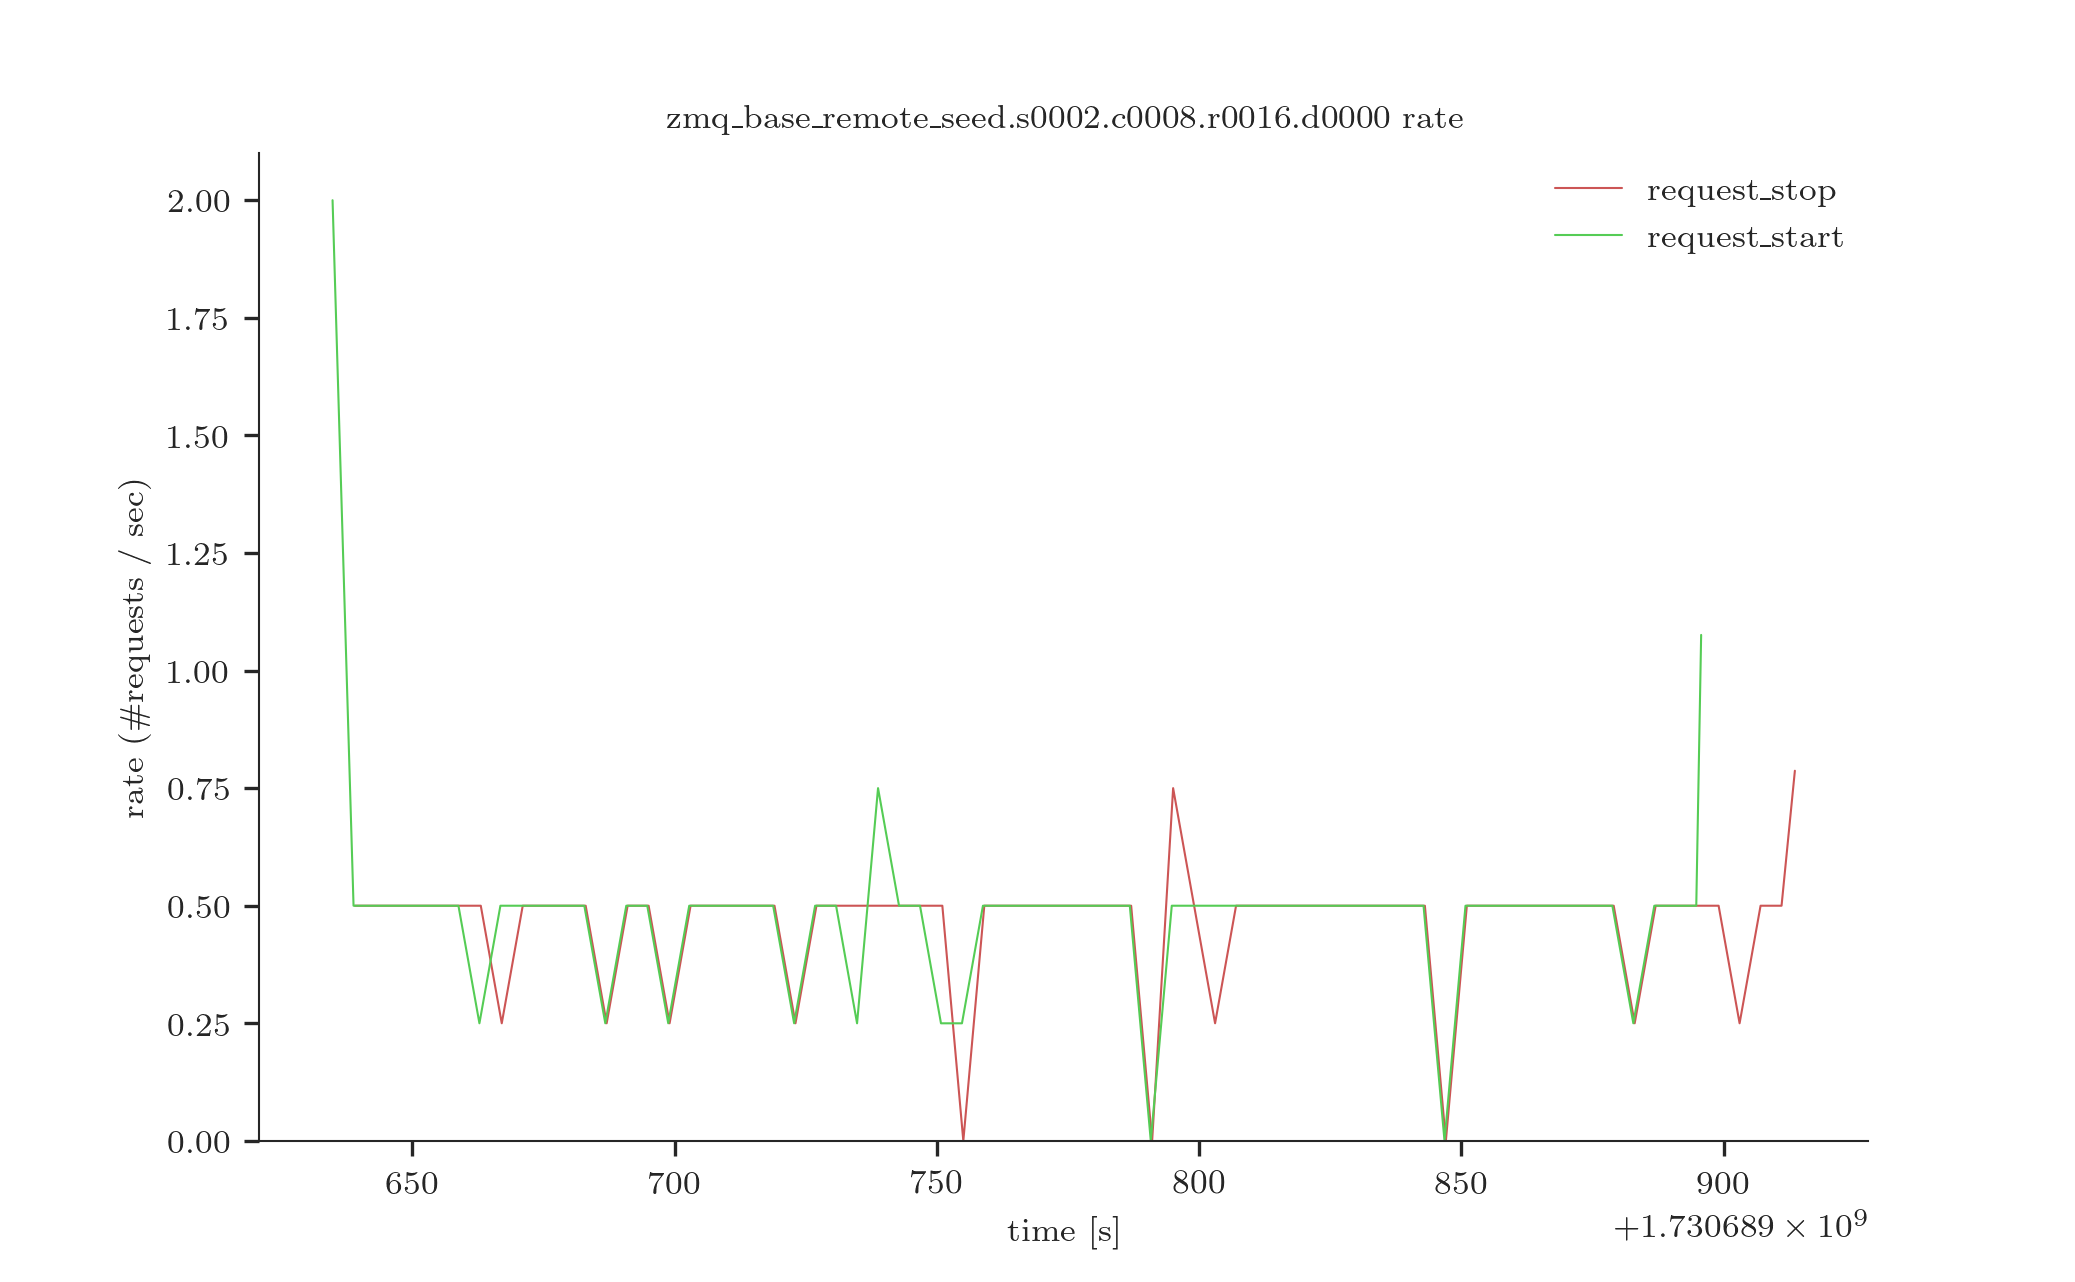 zmq_base_remote_seed.s0002.c0008.r0016.d0000 rate
request_stop
request_start
rate (#requests / sec)
2.00
1.75
1.50
1.25
1.00
0.75
0.50
0.25
0.00
650 700 750 800 850 900
time [s]
+1.730689 × 10⁹